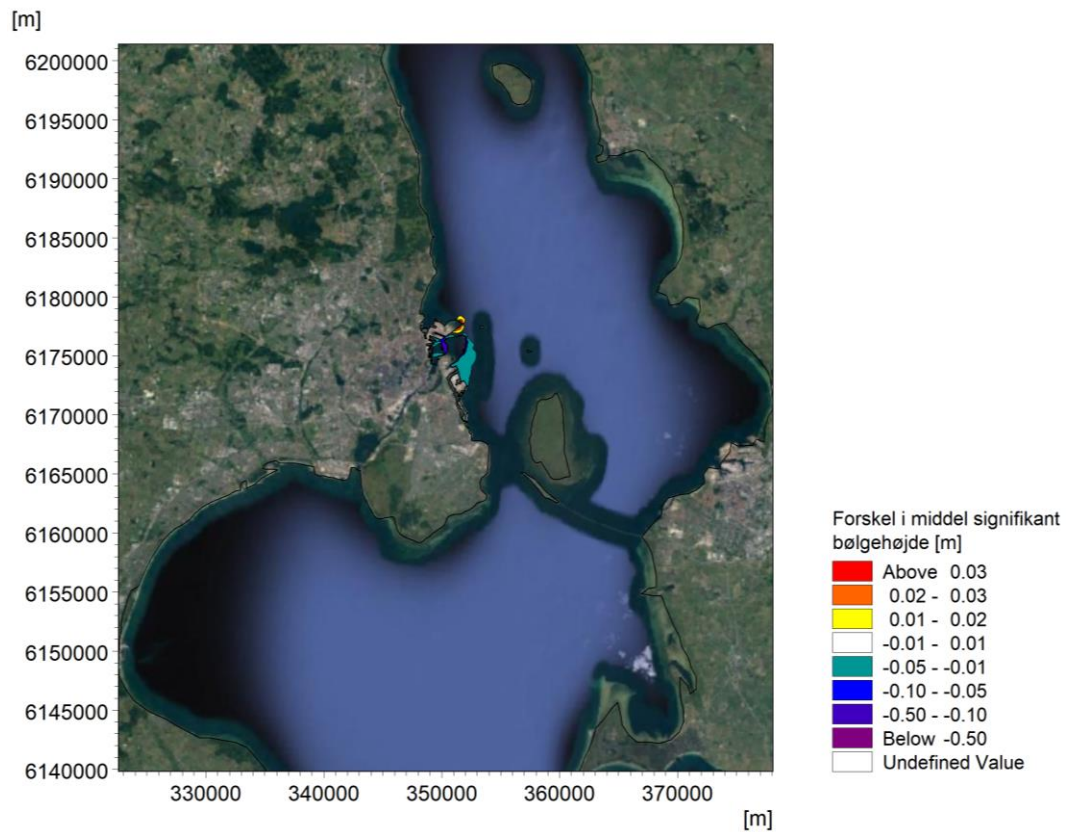 [m]
6200000
6195000
6190000
6185000
6180000
6175000
6170000
6165000
6160000
6155000
6150000
6145000
6140000
330000 340000 350000 360000 370000
[m]
Forskel i middel signifikant
bølgehøjde [m]
Above 0.03
0.02 - 0.03
0.01 - 0.02
-0.01 - 0.01
-0.05 - -0.01
-0.10 - -0.05
-0.50 - -0.10
Below -0.50
Undefined Value